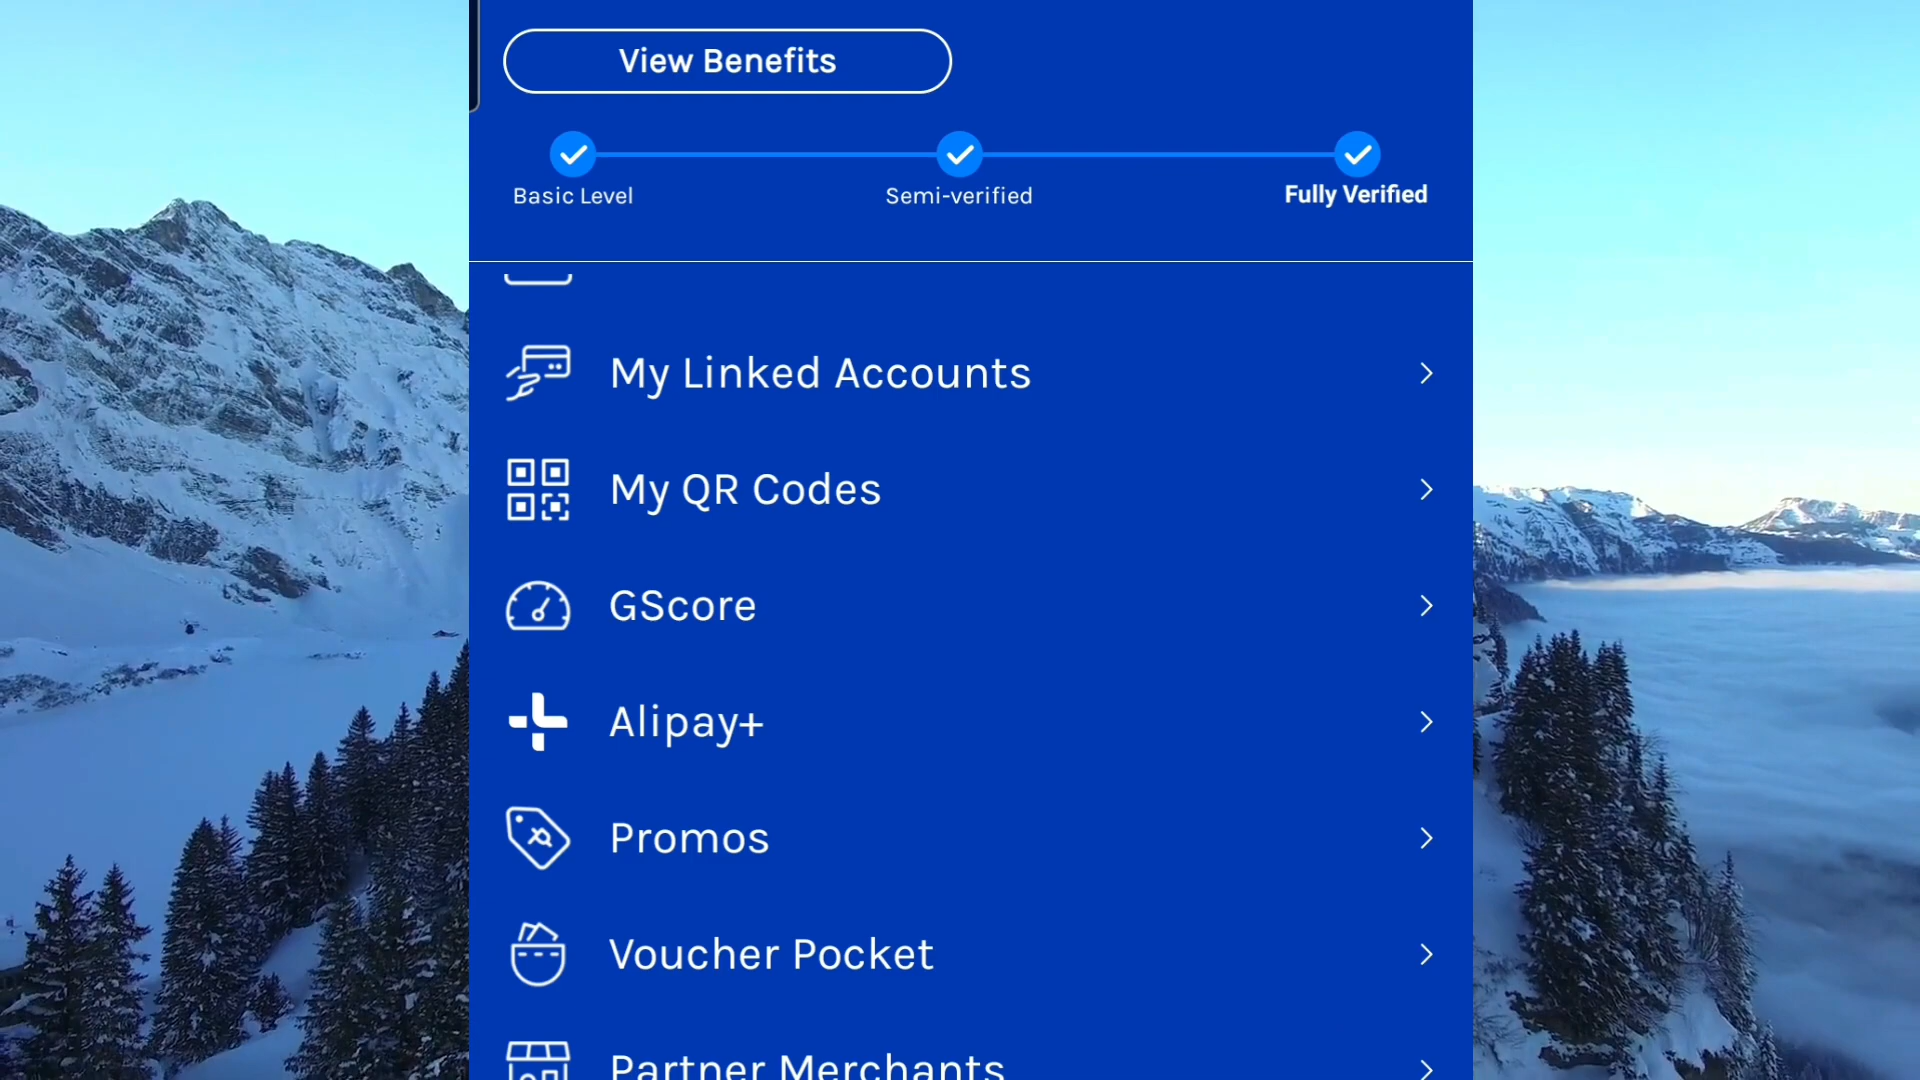 View Benefits
Basic Level
Semi-verified
Fully Verified
My Linked Accounts
My QR Codes
GScore
Alipay+
Promos
Voucher Pocket
Partner Merchants